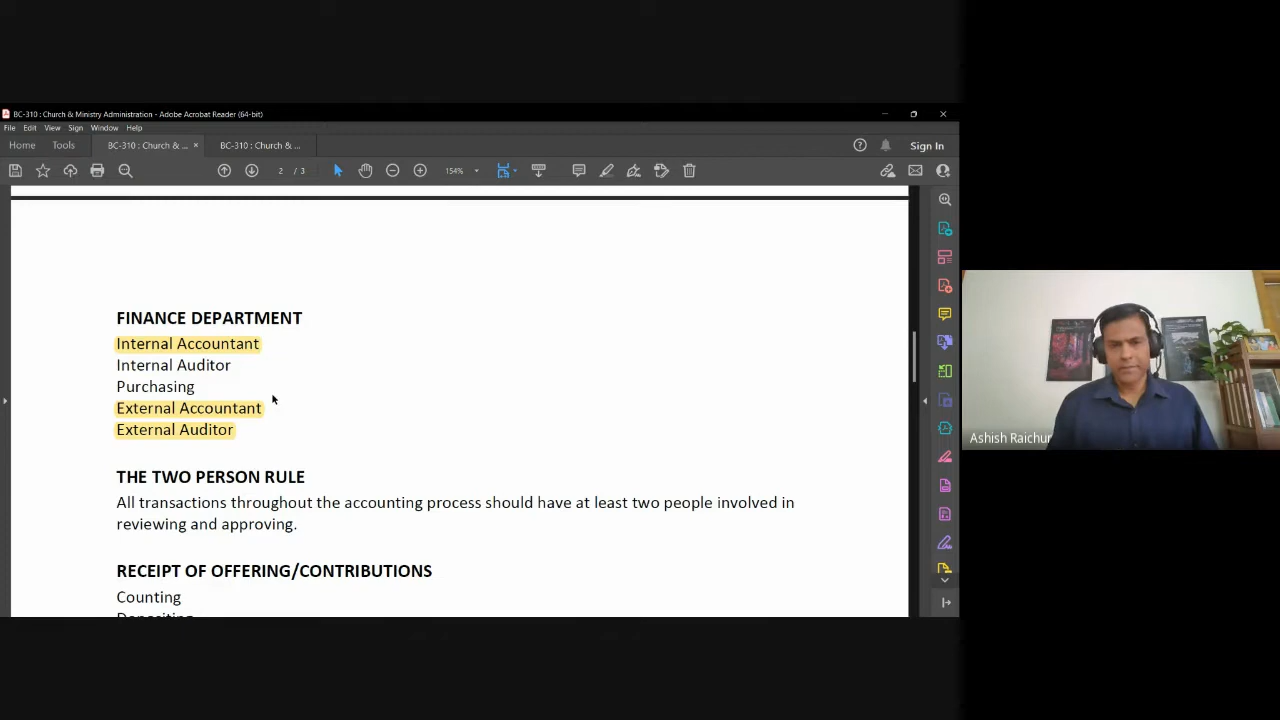 BC-310 : Church & Ministry Administration - Adobe Acrobat Reader (64-bit)
File Edit View Sign Window Help
Home Tools BC-310 : Church & ... × BC-310 : Church & ... Sign In
2 / 3 154%
FINANCE DEPARTMENT
Internal Accountant
Internal Auditor
Purchasing
External Accountant
External Auditor
THE TWO PERSON RULE
All transactions throughout the accounting process should have at least two people involved in
reviewing and approving.
RECEIPT OF OFFERING/CONTRIBUTIONS
Counting
Depositing
Ashish Raichur